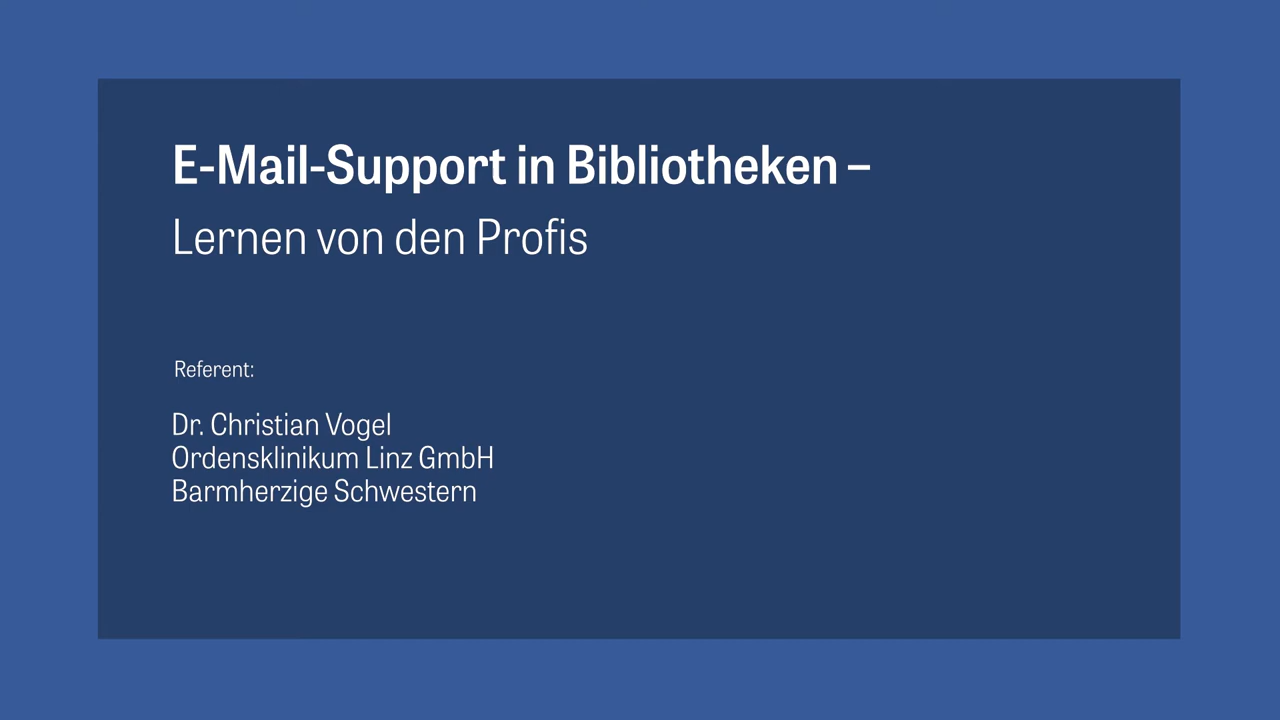 E-Mail-Support in Bibliotheken –
Lernen von den Profis
Referent:
Dr. Christian Vogel
Ordensklinikum Linz GmbH
Barmherzige Schwestern